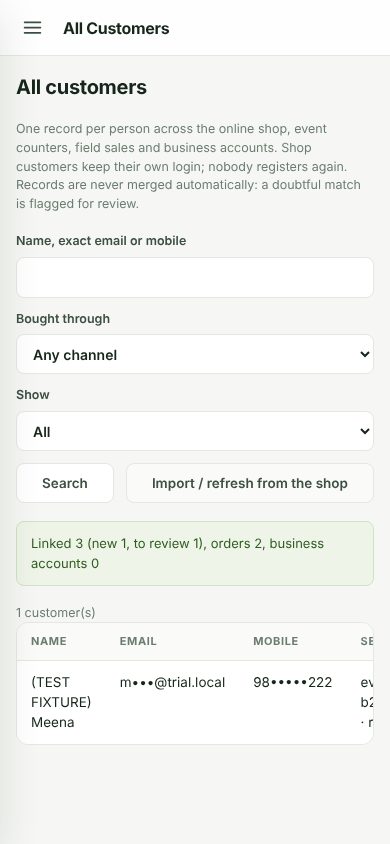 All Customers
All customers
One record per person across the online shop, event
counters, field sales and business accounts. Shop
customers keep their own login; nobody registers again.
Records are never merged automatically: a doubtful match
is flagged for review.
Name, exact email or mobile
Bought through
Any channel
Show
All
Search
Import / refresh from the shop
Linked 3 (new 1, to review 1), orders 2, business
accounts 0
1 customer(s)
NAME EMAIL MOBILE
(TEST m•••@trial.local 98•••••222
FIXTURE)
Meena